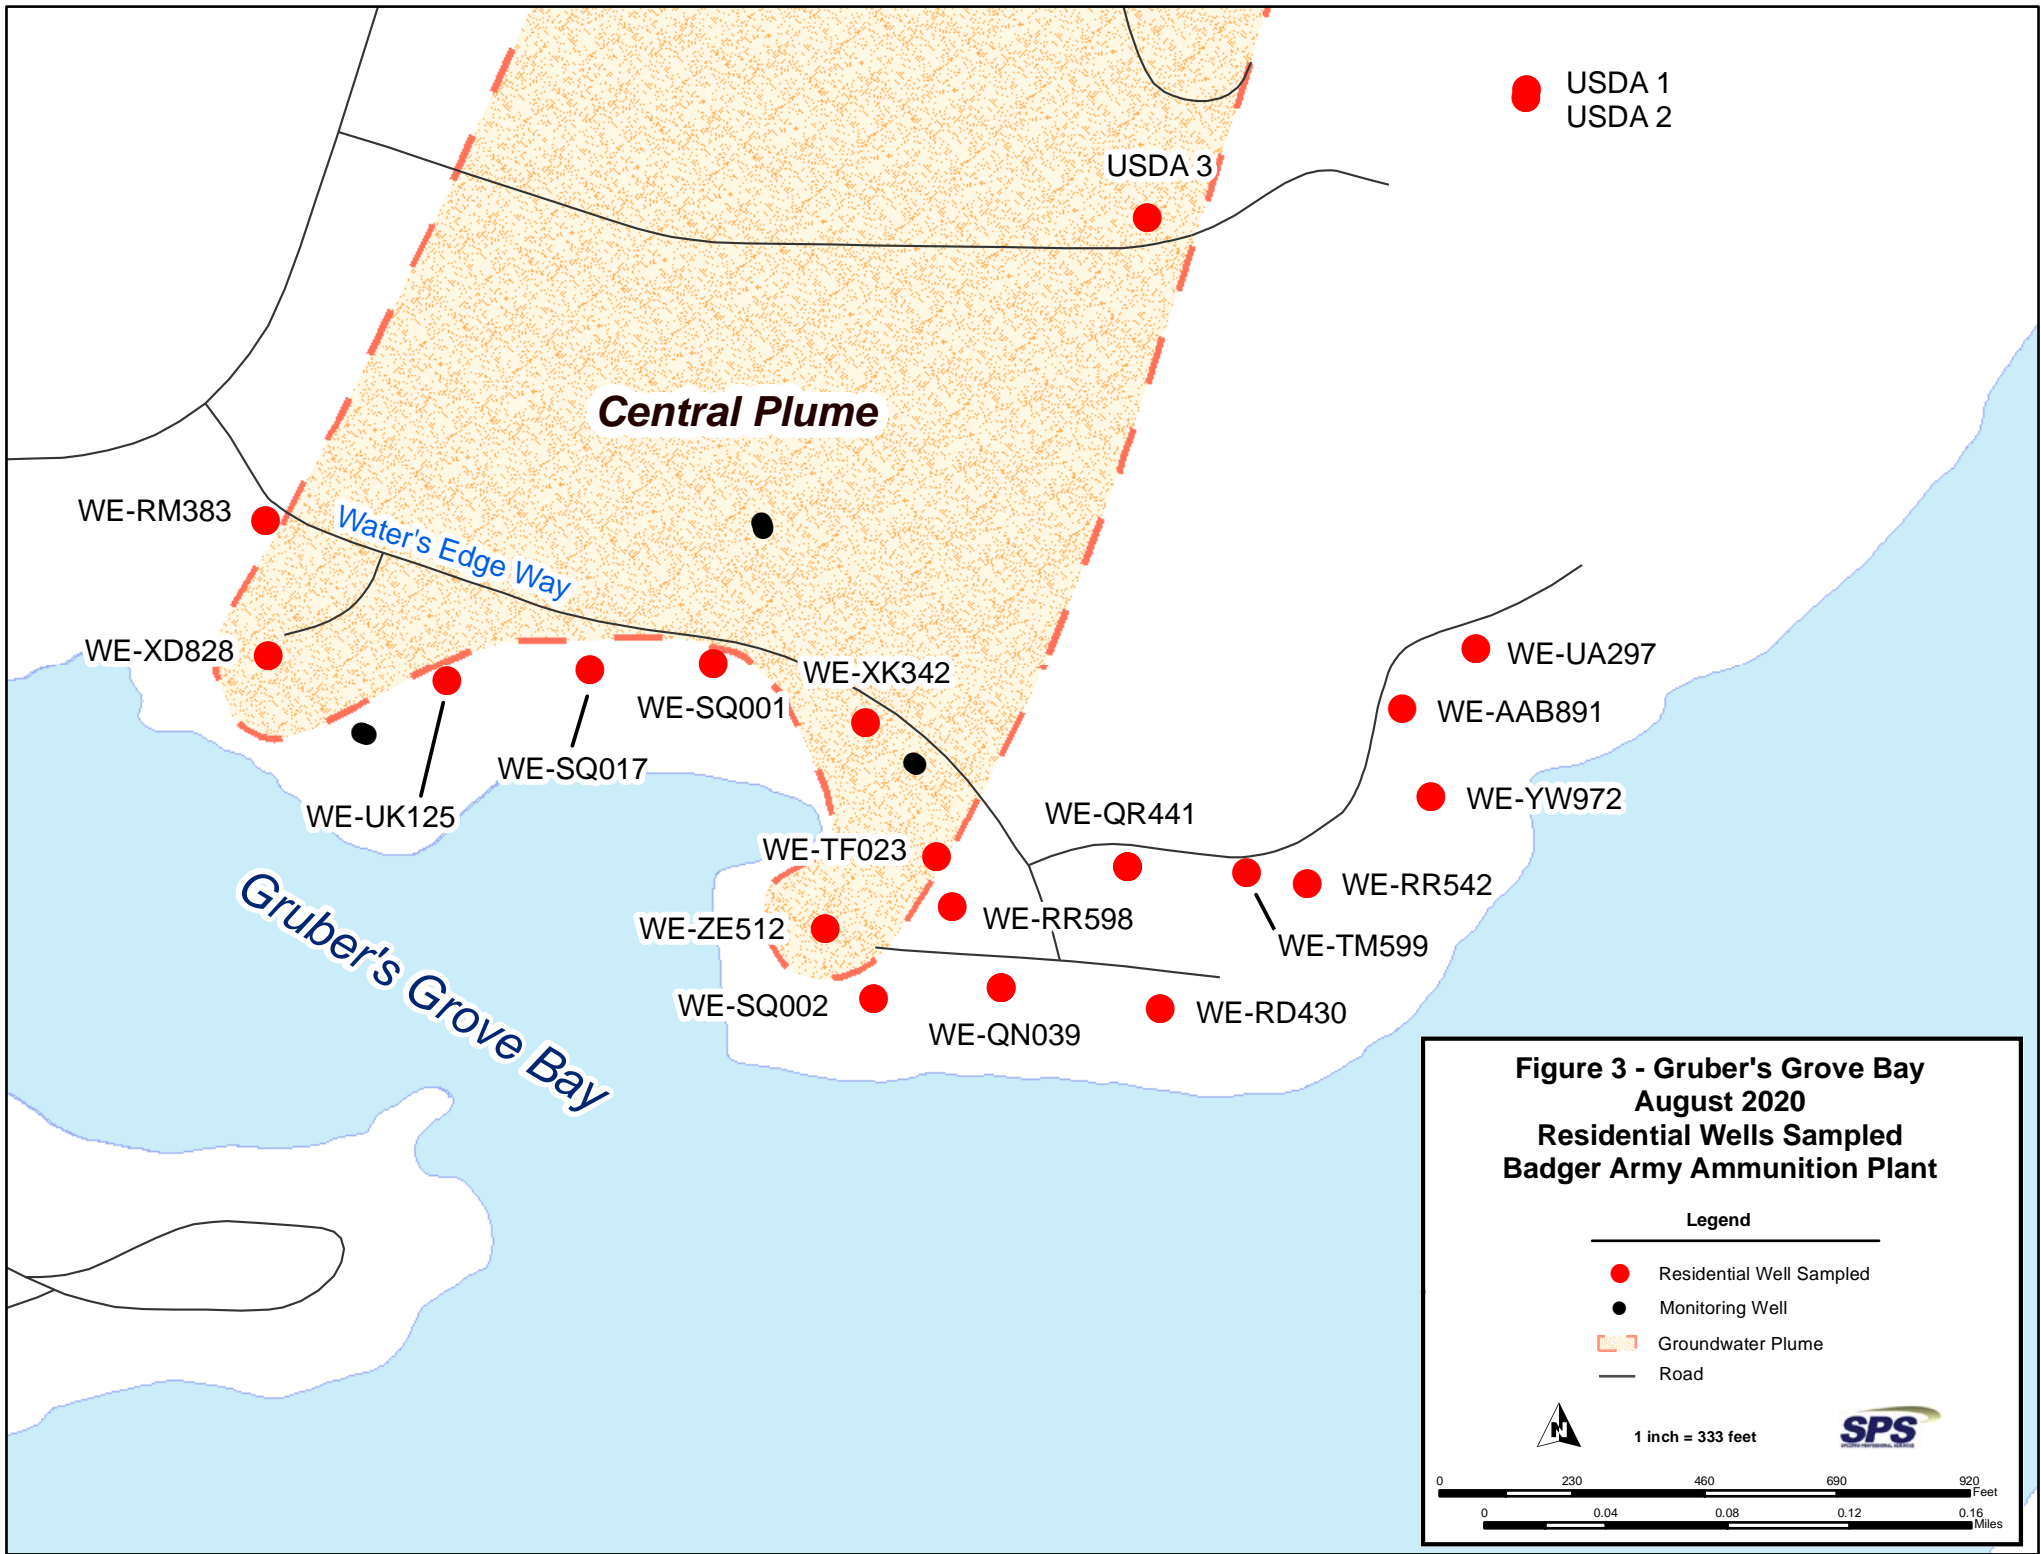 USDA 1
USDA 2
USDA 3
Central Plume
WE-RM383
Water's Edge Way
WE-XD828
WE-UA297
WE-XK342
WE-SQ001
WE-AAB891
WE-SQ017
WE-YW972
WE-UK125
WE-QR441
WE-TF023
WE-RR542
WE-RR598
WE-ZE512
WE-TM599
Gruber's Grove Bay
WE-SQ002
WE-RD430
WE-QN039
Figure 3 - Gruber's Grove Bay
August 2020
Residential Wells Sampled
Badger Army Ammunition Plant
Legend
Residential Well Sampled
Monitoring Well
Groundwater Plume
Road
N
1 inch = 333 feet
SPS
0 230 460 690 920
Feet
0 0.04 0.08 0.12 0.16
Miles